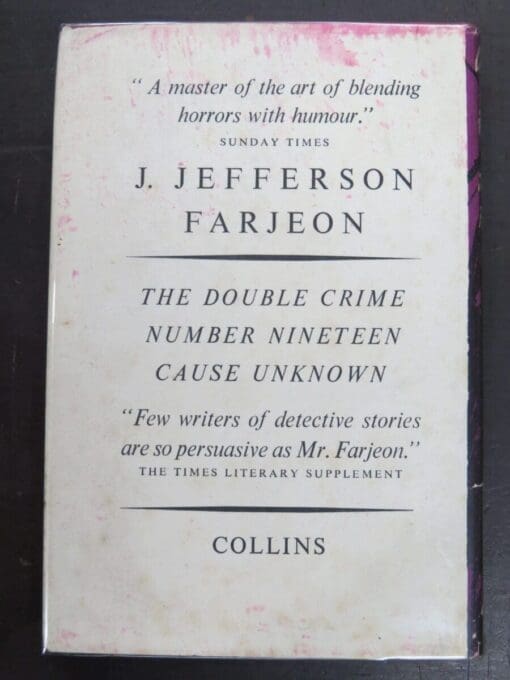 “ A master of the art of blending
horrors with humour.”
SUNDAY TIMES
J. JEFFERSON
FARJEON
THE DOUBLE CRIME
NUMBER NINETEEN
CAUSE UNKNOWN
“Few writers of detective stories
are so persuasive as Mr. Farjeon.”
THE TIMES LITERARY SUPPLEMENT
COLLINS